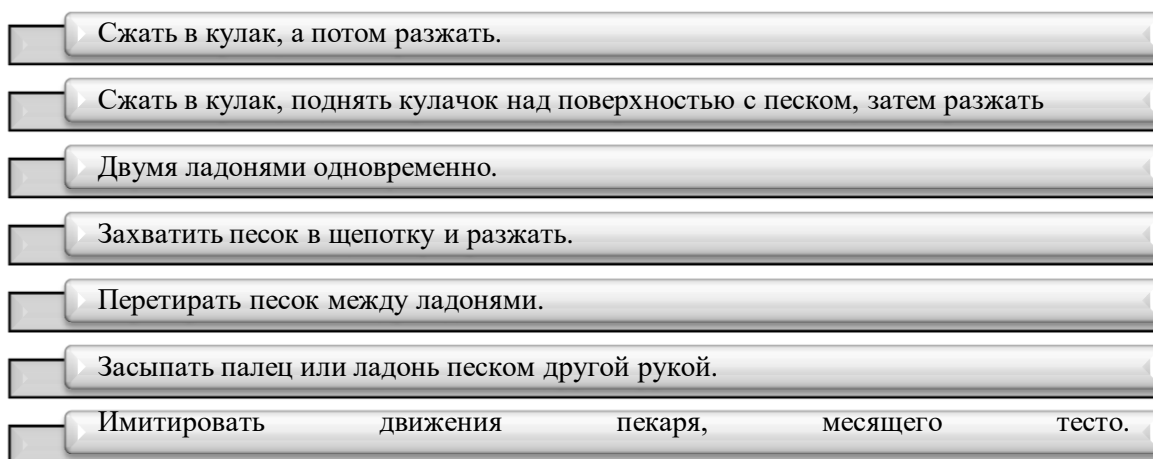 Сжать в кулак, а потом разжать.
Сжать в кулак, поднять кулачок над поверхностью с песком, затем разжать
Двумя ладонями одновременно.
Захватить песок в щепотку и разжать.
Перетирать песок между ладонями.
Засыпать палец или ладонь песком другой рукой.
Имитировать движения пекаря, месящего тесто.